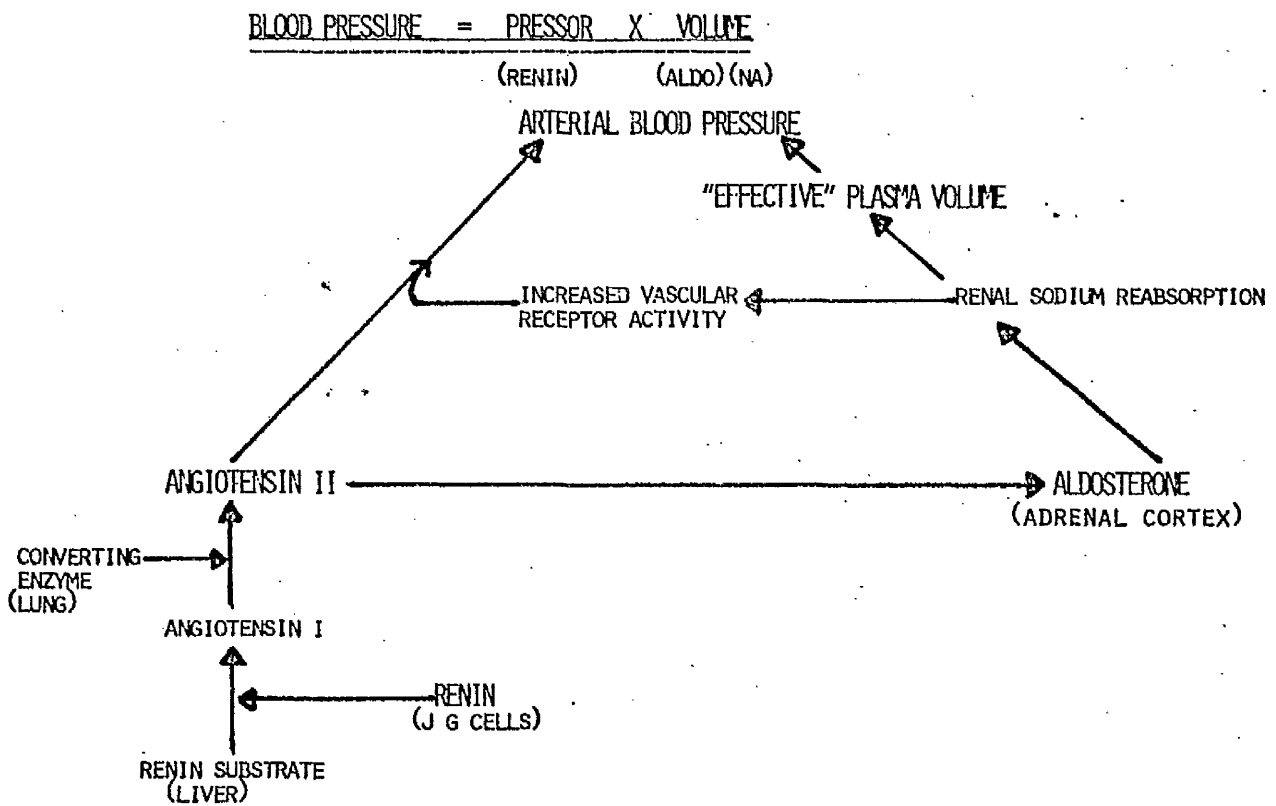 BLOOD PRESSURE = PRESSOR X VOLUME
(RENIN) (ALDO) (NA)
ARTERIAL BLOOD PRESSURE
"EFFECTIVE" PLASMA VOLUME
INCREASED VASCULAR
RECEPTOR ACTIVITY
RENAL SODIUM REABSORPTION
ANGIOTENSIN II
ALDOSTERONE
(ADRENAL CORTEX)
CONVERTING
ENZYME
(LUNG)
ANGIOTENSIN I
RENIN
(J G CELLS)
RENIN SUBSTRATE
(LIVER)